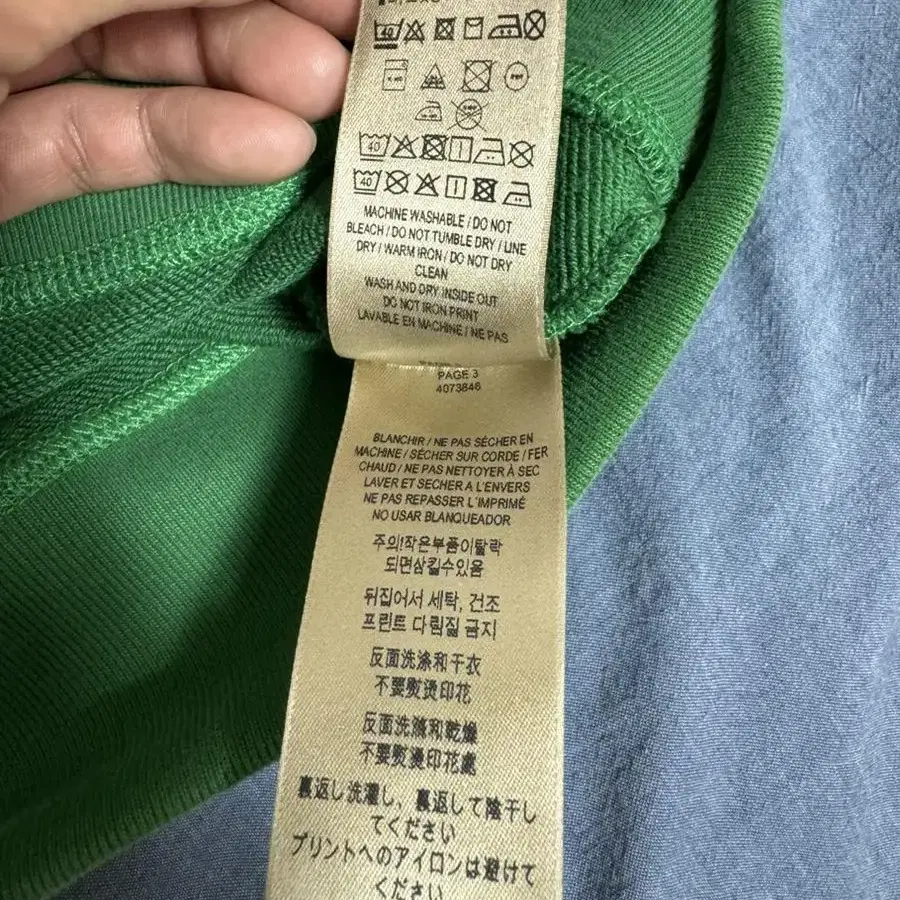 40
40
40
MACHINE WASHABLE / DO NOT
BLEACH / DO NOT TUMBLE DRY / LINE
DRY / WARM IRON / DO NOT DRY
CLEAN
WASH AND DRY INSIDE OUT
DO NOT IRON PRINT
LAVABLE EN MACHINE / NE PAS
PAGE 3
4073846
BLANCHIR / NE PAS SÉCHER EN
MACHINE / SÉCHER SUR CORDE / FER
CHAUD / NE PAS NETTOYER À SEC
LAVER ET SECHER A L'ENVERS
NE PAS REPASSER L'IMPRIMÉ
NO USAR BLANQUEADOR
주의!작은부품이탈락
되면삼킬수있음
뒤집어서 세탁, 건조
프린트 다림질 금지
反面洗涤和干衣
不要熨烫印花
反面洗滌和乾燥
不要熨燙印花處
裏返し洗濯し、裏返して陰干し
てください
プリントへのアイロンは避けて
ください